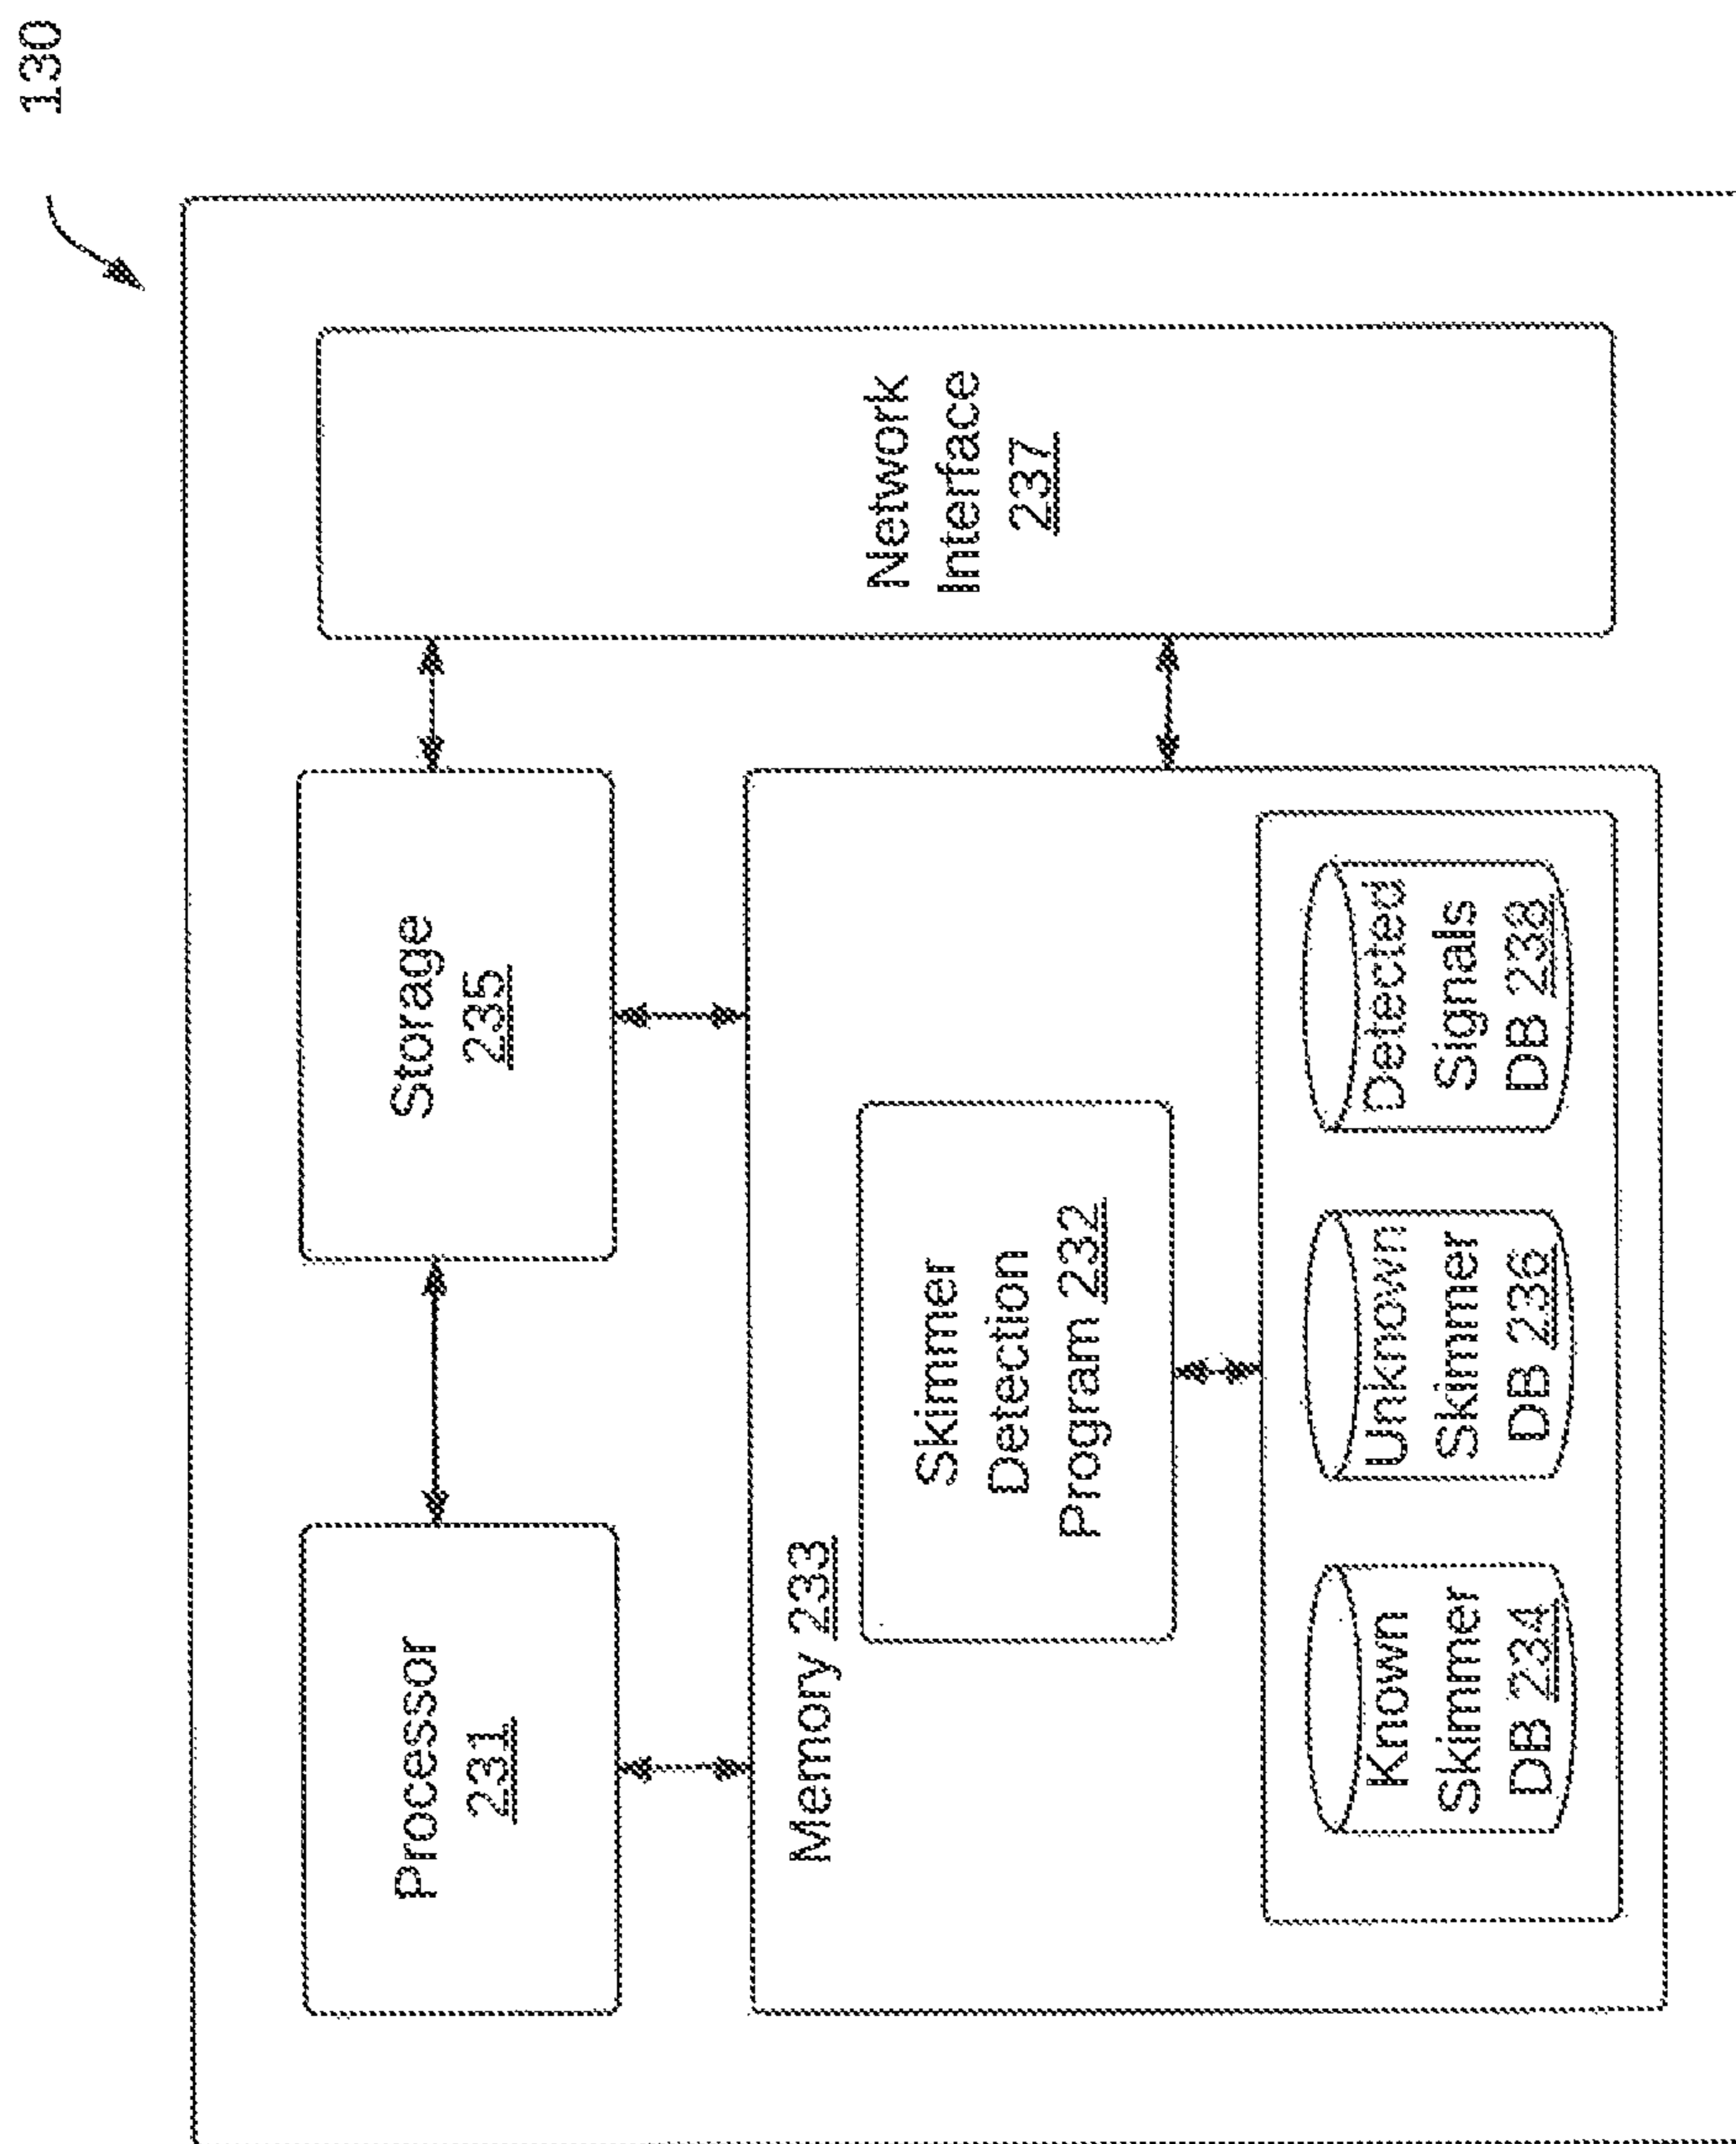 130
Processor
231
Storage
235
Network
Interface
237
Memory 233
Skimmer
Detection
Program 232
Known
Skimmer
DB 234
Unknown
Skimmer
DB 236
Detected
Signals
DB 238